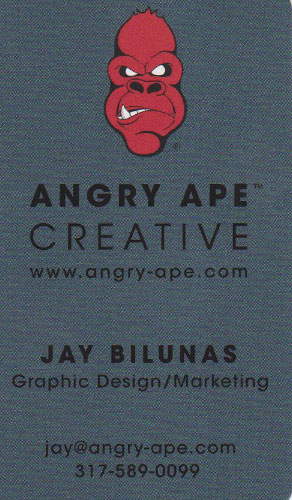 ®
ANGRY APE™
CREATIVE
www.angry-ape.com
JAY BILUNAS
Graphic Design/Marketing
jay@angry-ape.com
317-589-0099